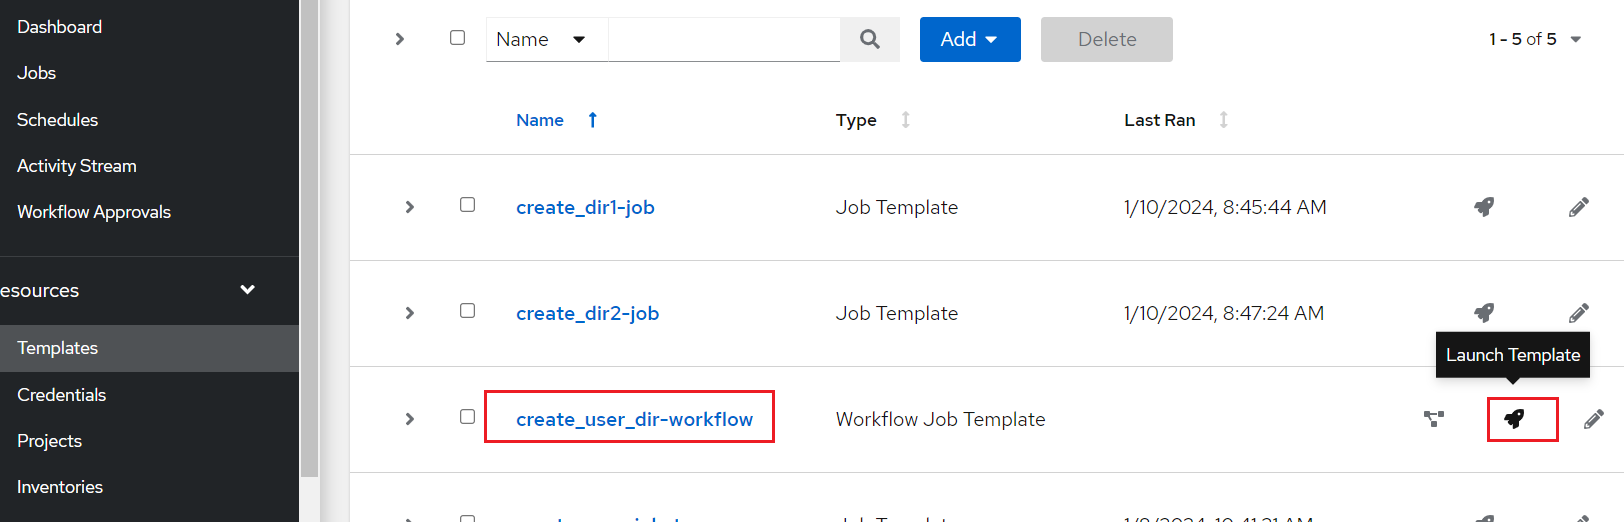 Dashboard
Jobs
Schedules
Activity Stream
Workflow Approvals
esources
Templates
Credentials
Projects
Inventories
Name
Add
Delete
1 - 5 of 5
Name Type Last Ran
create_dir1-job Job Template 1/10/2024, 8:45:44 AM
create_dir2-job Job Template 1/10/2024, 8:47:24 AM
Launch Template
create_user_dir-workflow Workflow Job Template